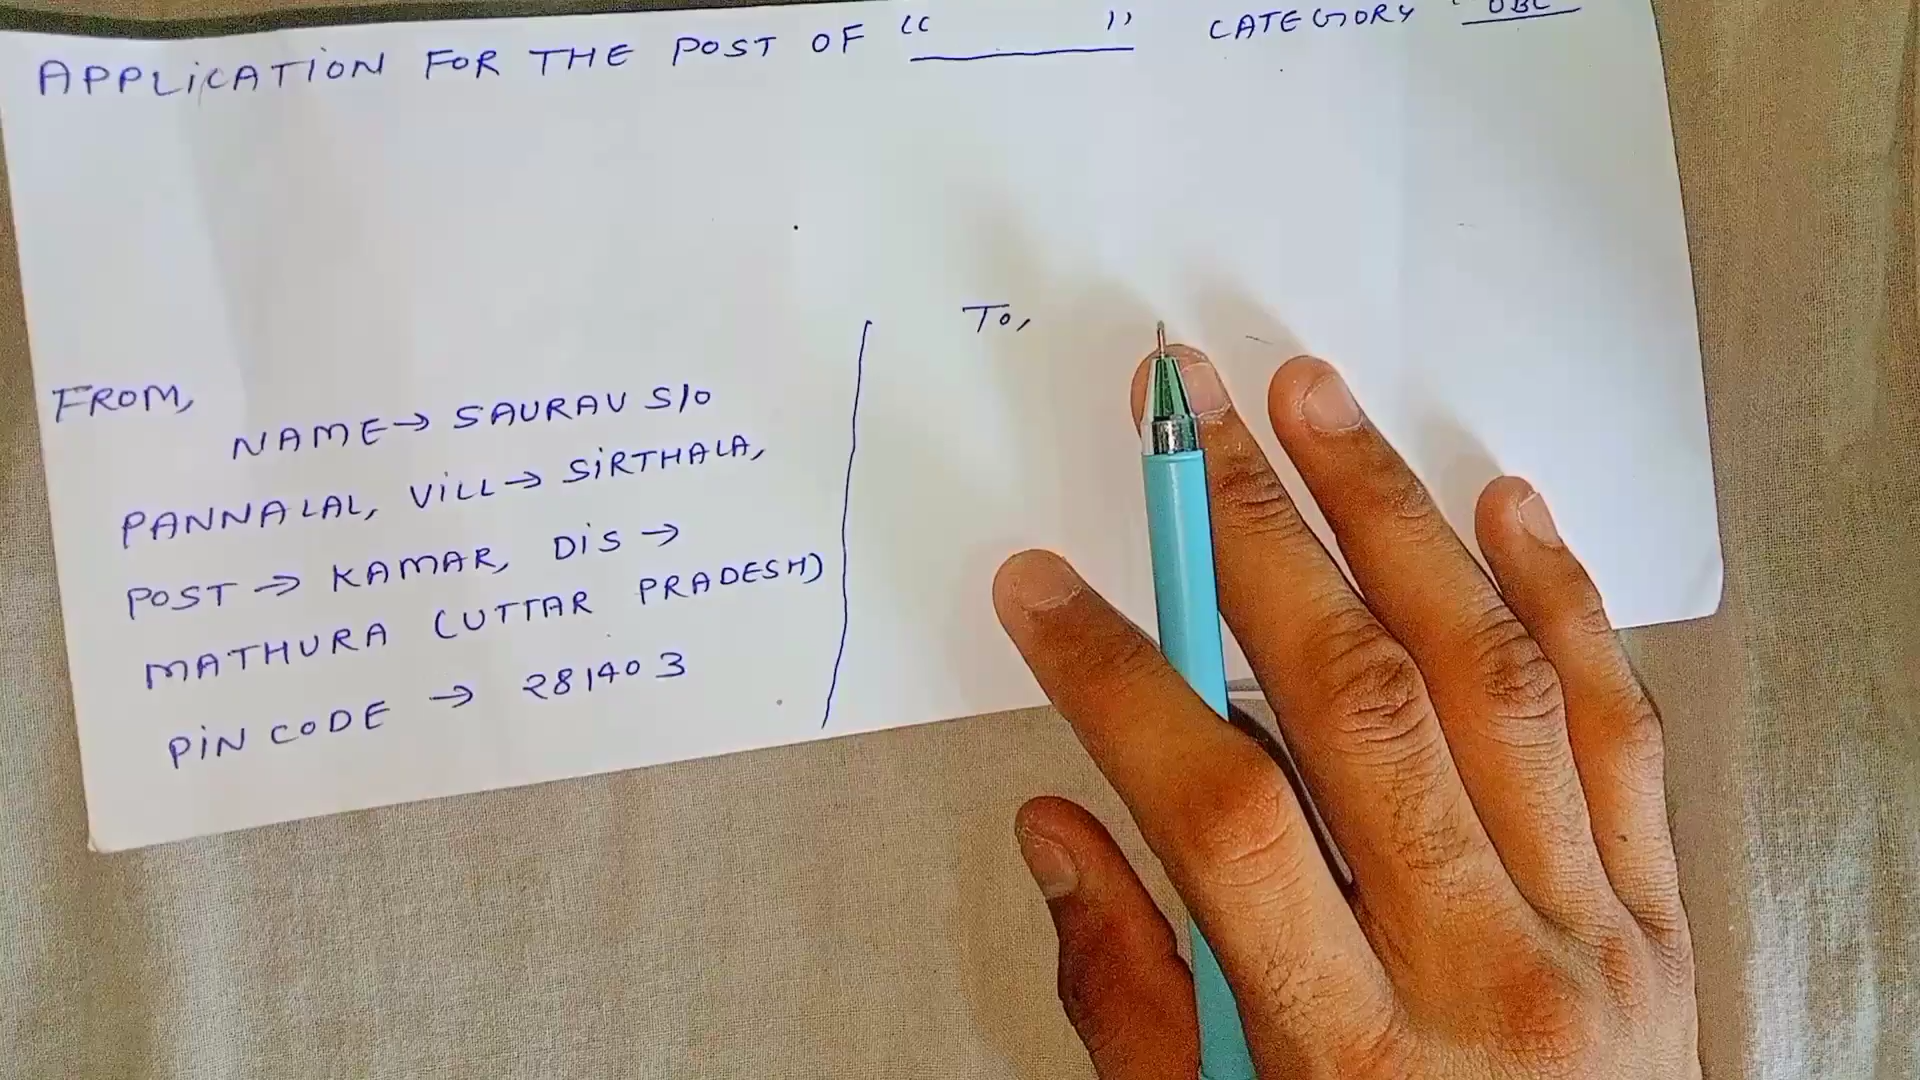 APPLICATION FOR THE POST OF “ ” CATEGORY ' OBC
FROM,
NAME → SAURAV S/O
PANNALAL, VILL → SIRTHALA,
POST → KAMAR, DIS →
MATHURA (UTTAR PRADESH)
PIN CODE → 281403
To,